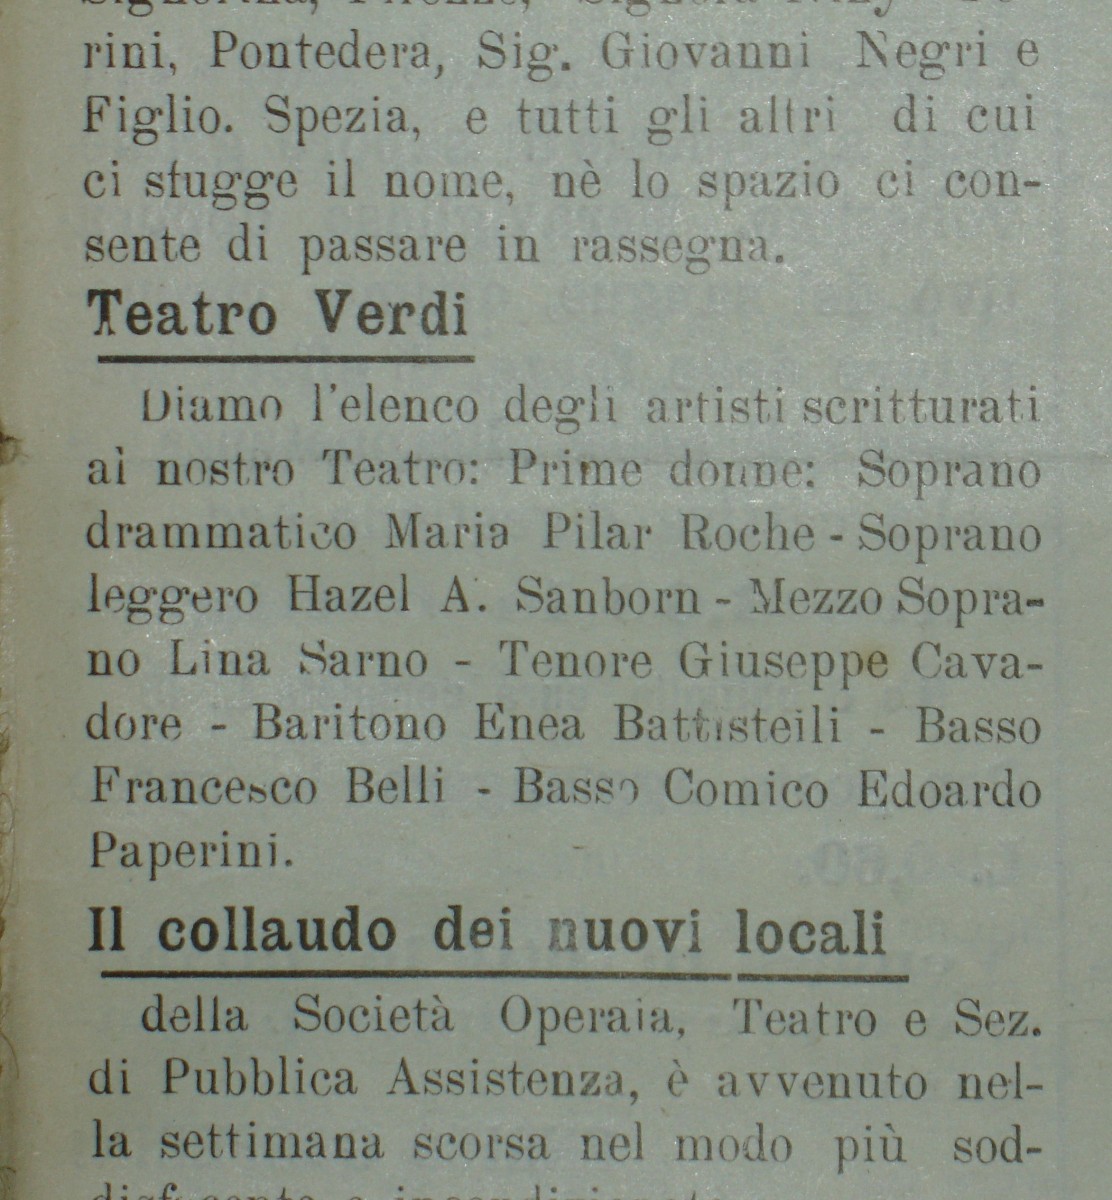 rini, Pontedera, Sig. Giovanni Negri e
Figlio. Spezia, e tutti gli altri di cui
ci sfugge il nome, nè lo spazio ci con-
sente di passare in rassegna.
Teatro Verdi
Diamo l'elenco degli artisti scritturati
al nostro Teatro: Prime donne: Soprano
drammatico Maria Pilar Roche - Soprano
leggero Hazel A. Sanborn - Mezzo Sopra-
no Lina Sarno - Tenore Giuseppe Cava-
dore - Baritono Enea Battisteili - Basso
Francesco Belli - Basso Comico Edoardo
Paperini.
Il collaudo dei nuovi locali
della Società Operaia, Teatro e Sez.
di Pubblica Assistenza, è avvenuto nel-
la settimana scorsa nel modo più sod-